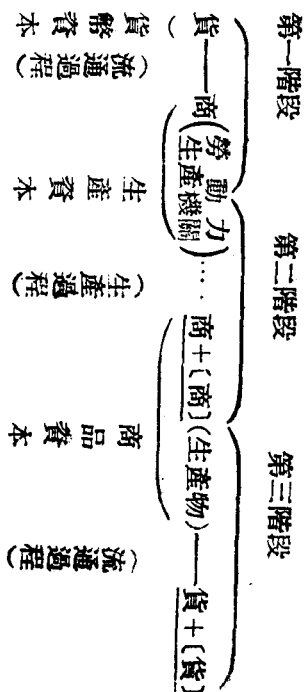 第一階段　第二階段　第三階段
貨——商(勞動力 生產機關)…… 商＋〔商〕(生產物)——貨＋〔貨〕
貨幣資本　生產資本　商品資本
(流通過程)　(生產過程)　(流通過程)